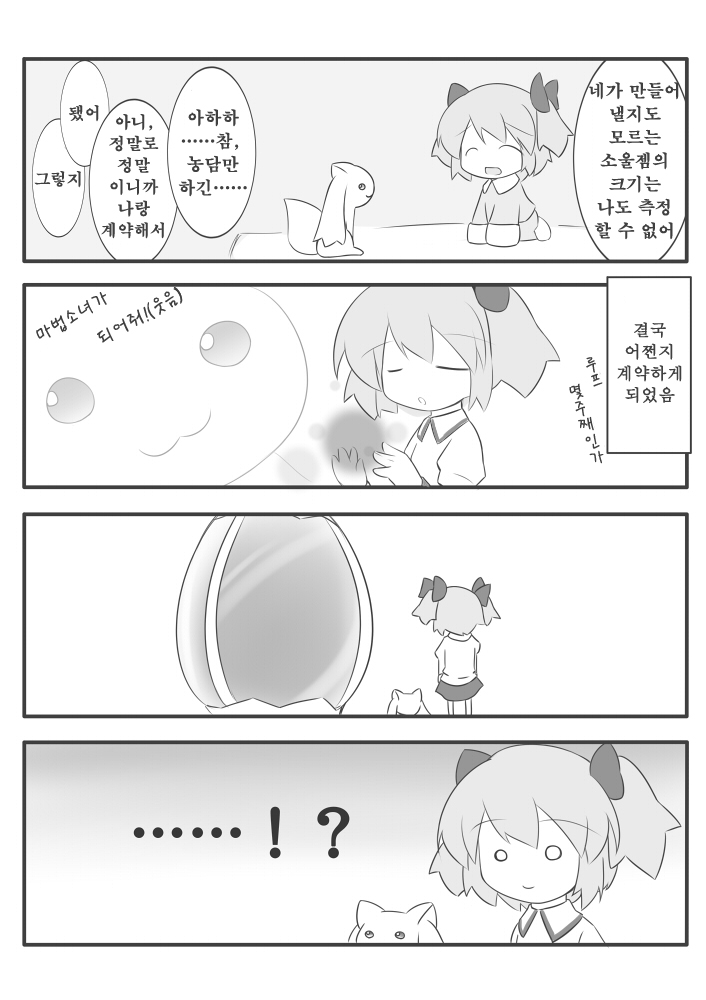 네가 만들어
낼지도
모르는
소울젬의
크기는
나도 측정
할 수 없어
아하하
……참,
농담만
하긴……
아니,
정말로
정말
이니까
나랑
계약해서
됐어
그렇지
결국
어쩐지
계약하게
되었음
루프
몇주째인가
마법소녀가
되어줘!(웃음)
……！？